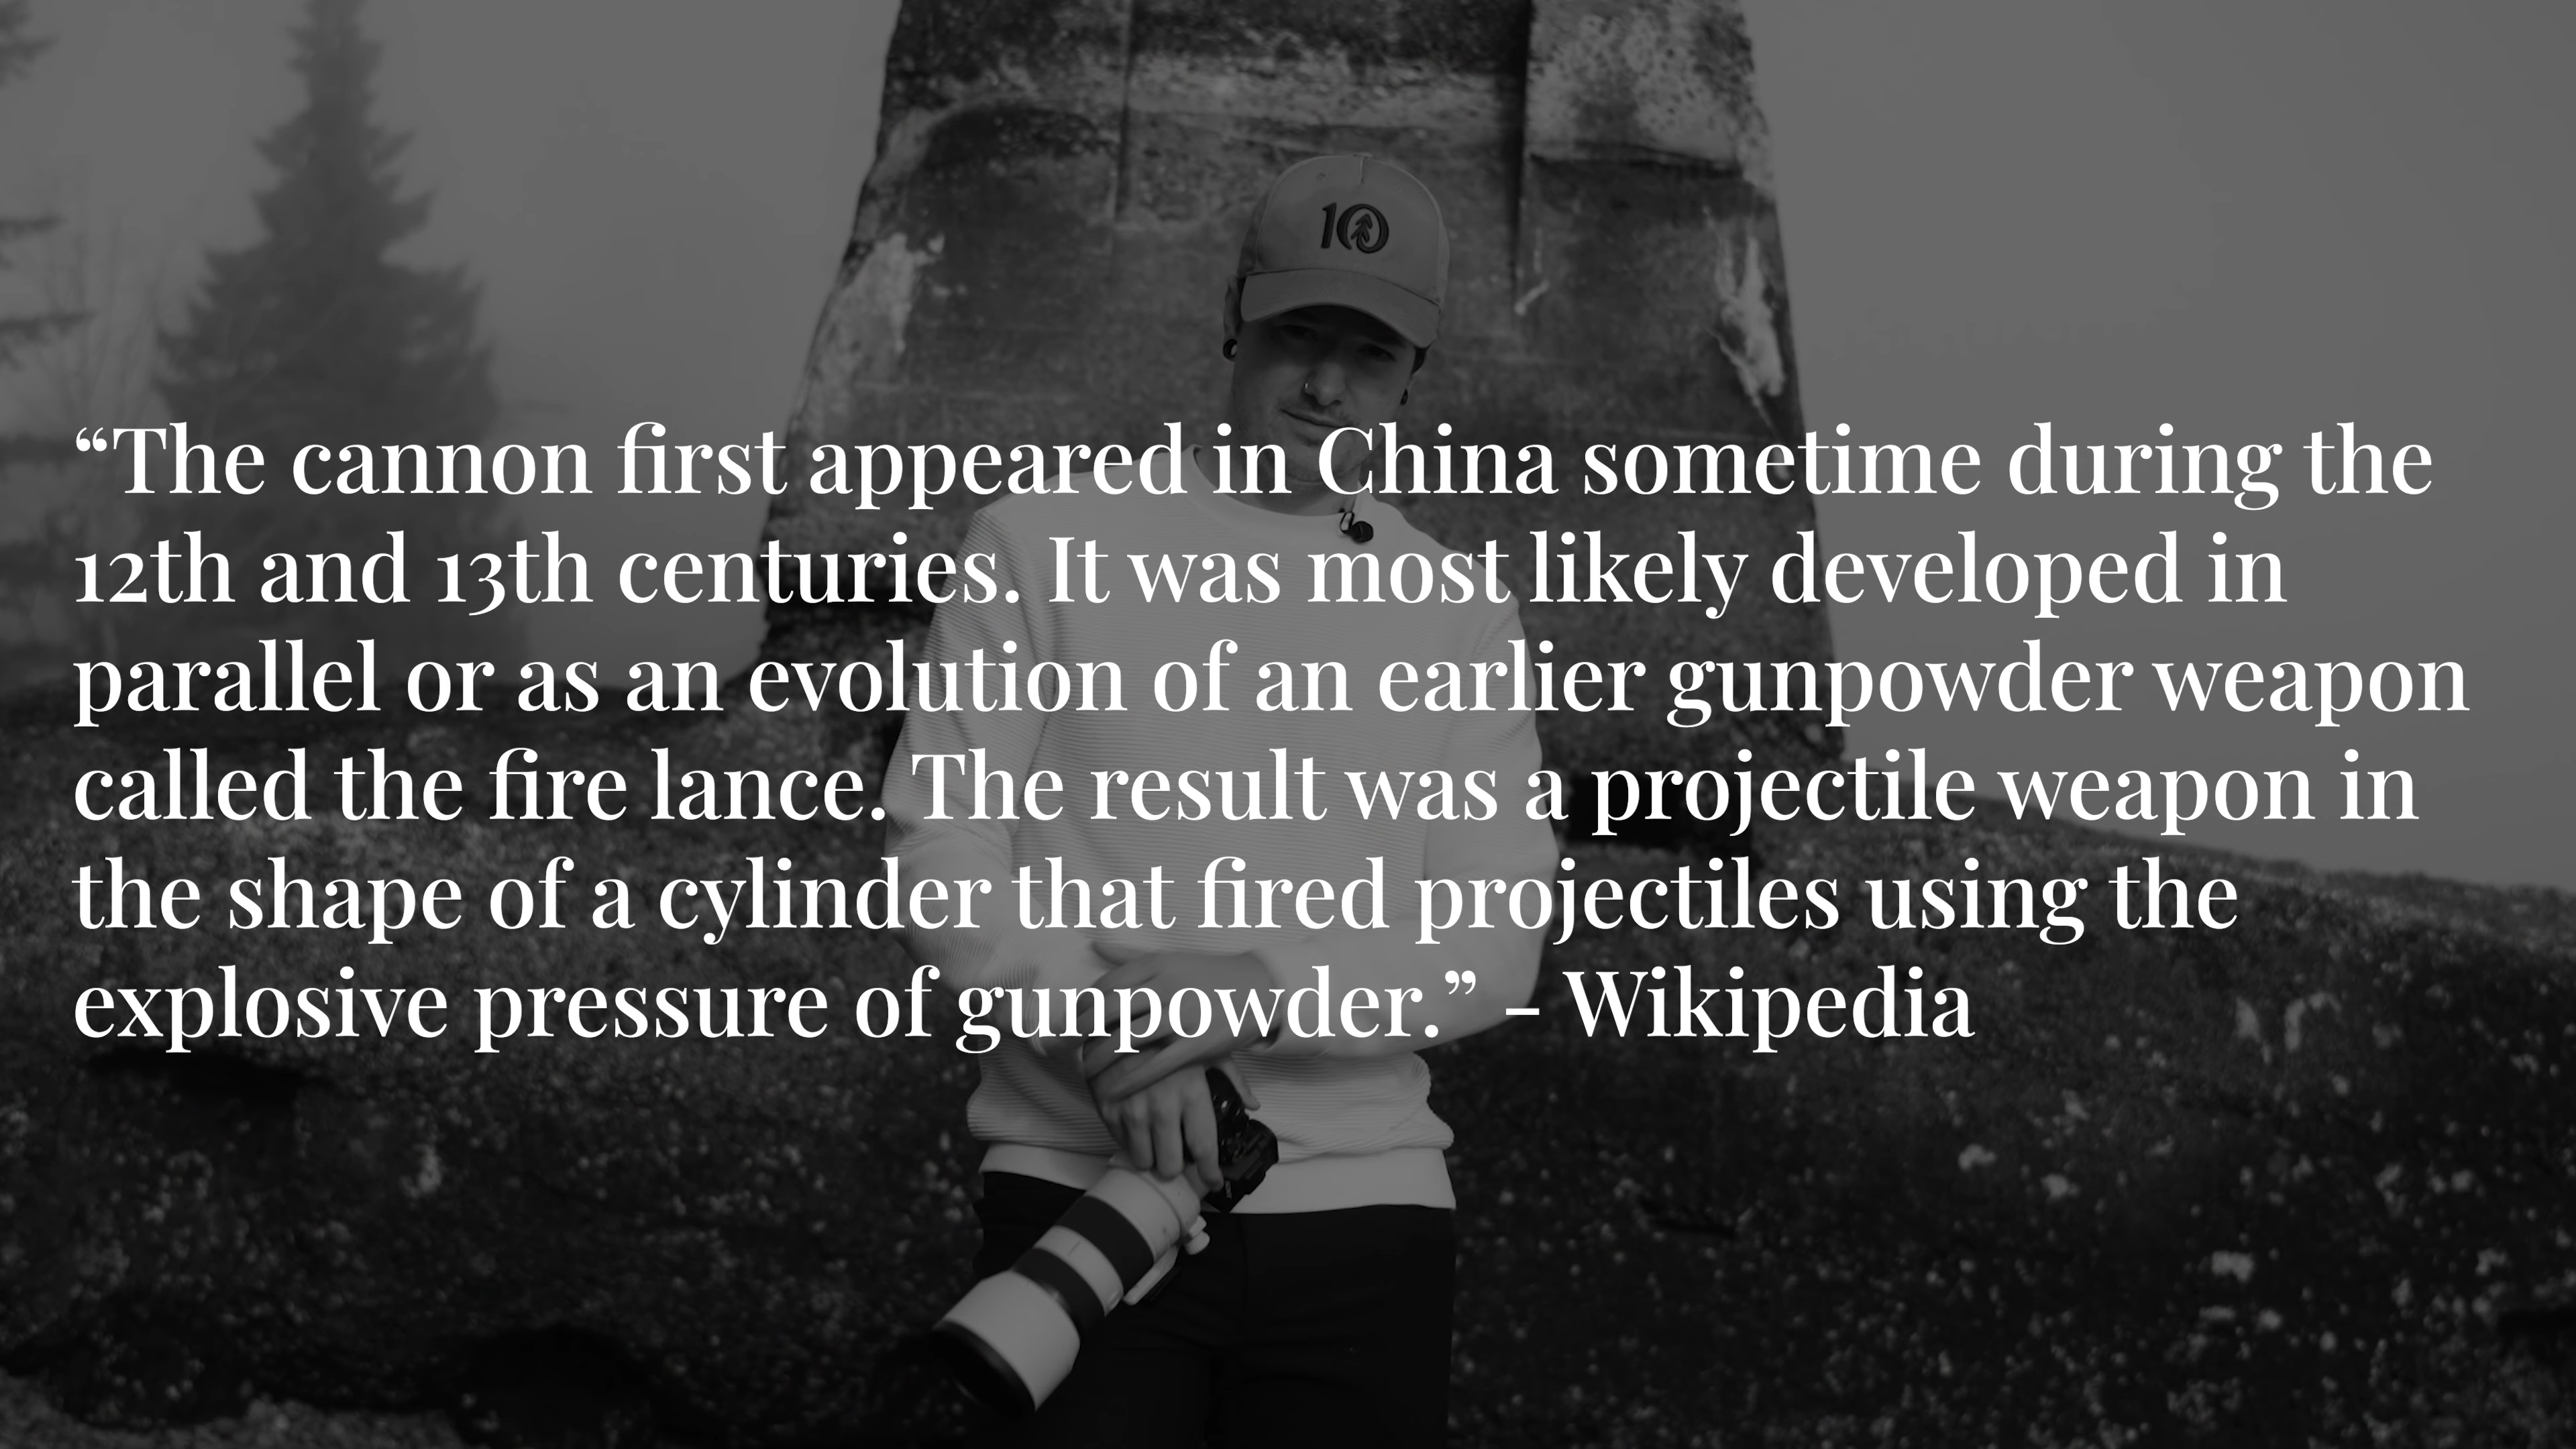 10
“The cannon first appeared in China sometime during the
12th and 13th centuries. It was most likely developed in
parallel or as an evolution of an earlier gunpowder weapon
called the fire lance. The result was a projectile weapon in
the shape of a cylinder that fired projectiles using the
explosive pressure of gunpowder.” – Wikipedia